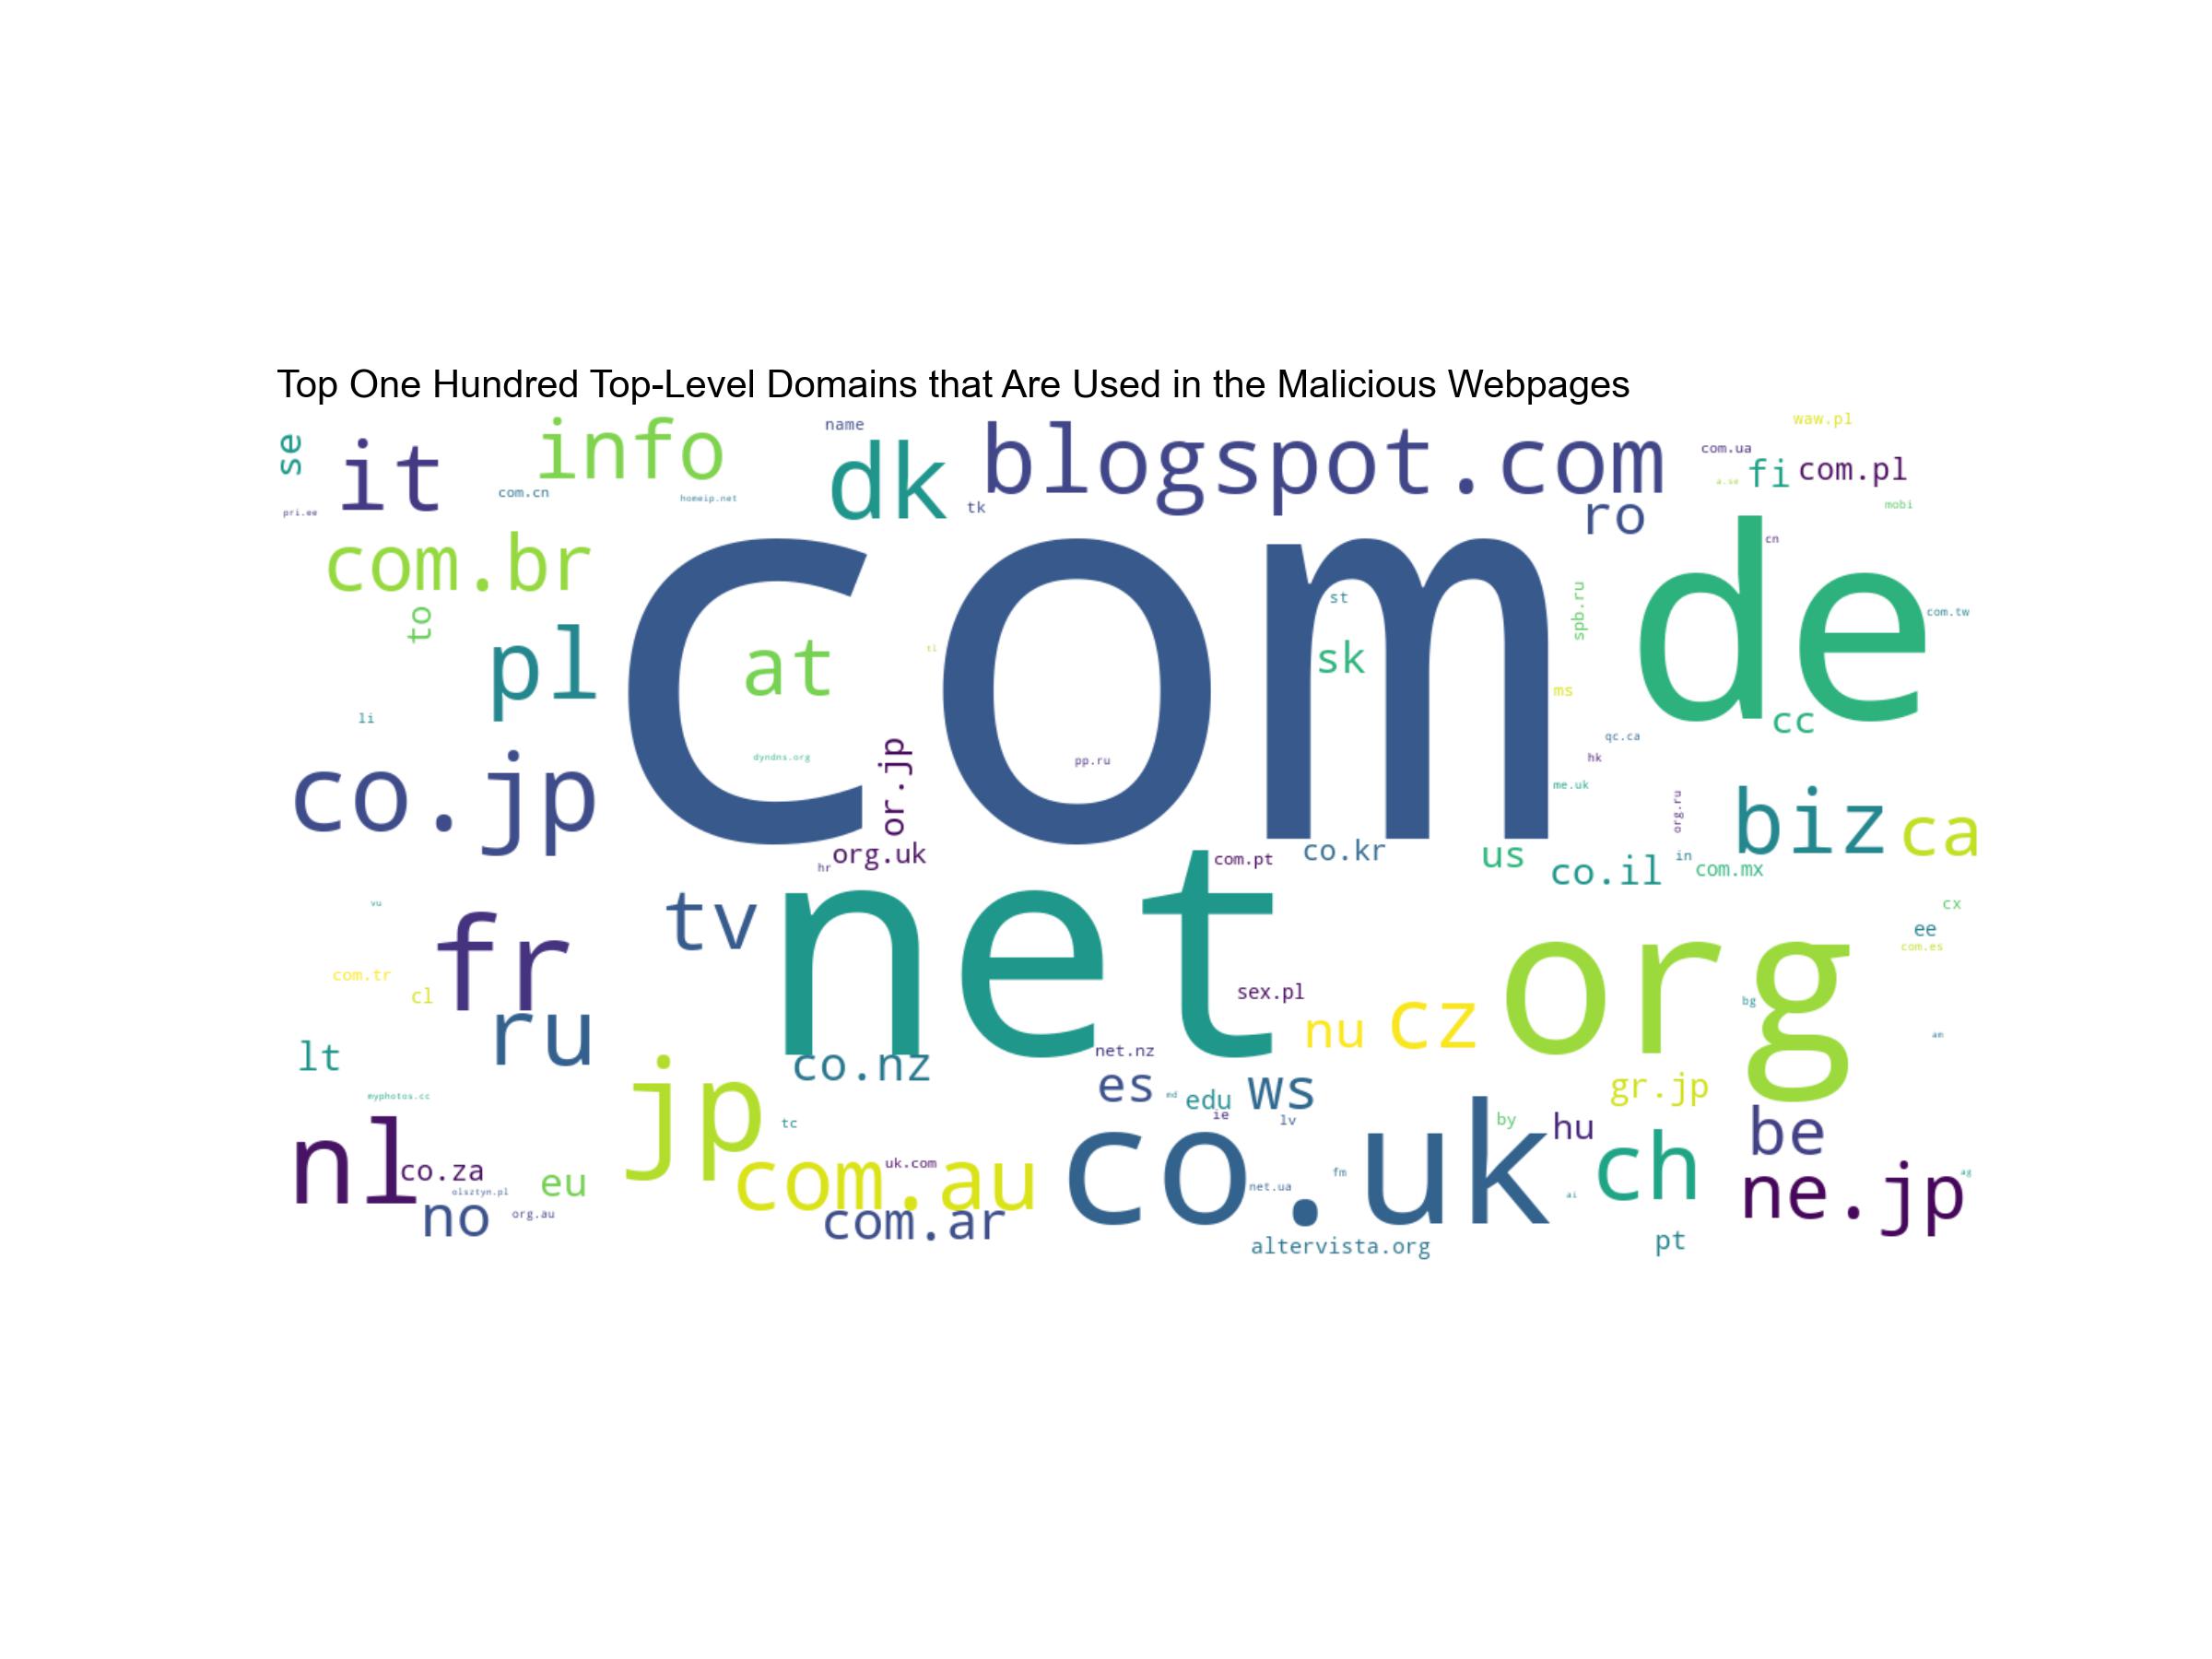 Top One Hundred Top-Level Domains that Are Used in the Malicious Webpages
name
waw.pl
se
it
info
dk
blogspot.com
com.ua
fi
com.pl
a.se
com.cn
homeip.net
tk
pri.ee
ro
mobi
com.br
com
de
cn
to
st
spb.ru
com.tw
pl
at
sk
ms
li
cc
qc.ca
dyndns.org
or.jp
pp.ru
hk
co.jp
me.uk
org.ru
biz
ca
org.uk
hr
com.pt
co.kr
us
co.il
in
com.mx
vu
fr
tv
net
cx
ee
com.es
com.tr
cl
sex.pl
org
bg
ru
nu
cz
am
lt
co.nz
net.nz
jp
es
md
edu
ws
gr.jp
myphotos.cc
tc
ie
lv
by
hu
be
nl
co.za
eu
com.au
uk.com
co.uk
fm
net.ua
ai
ch
ne.jp
ag
olsztyn.pl
no
org.au
com.ar
altervista.org
pt